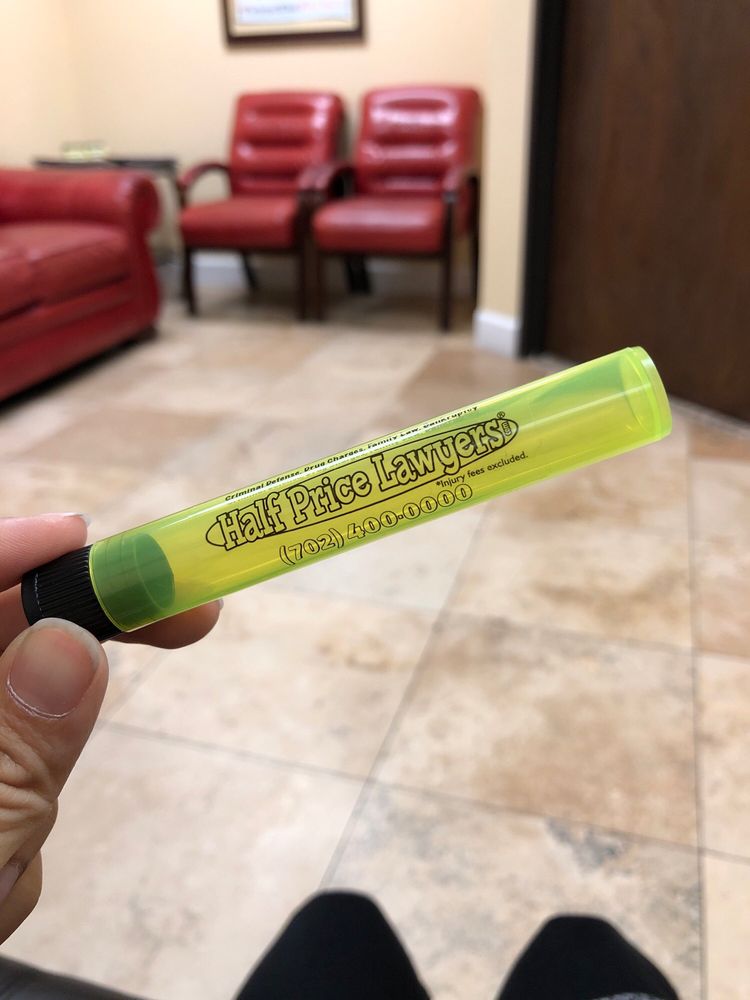 Criminal Defense, Drug Charges, Family Law, Bankruptcy
Half Price Lawyers®
*Injury fees excluded.
(702) 400-0000